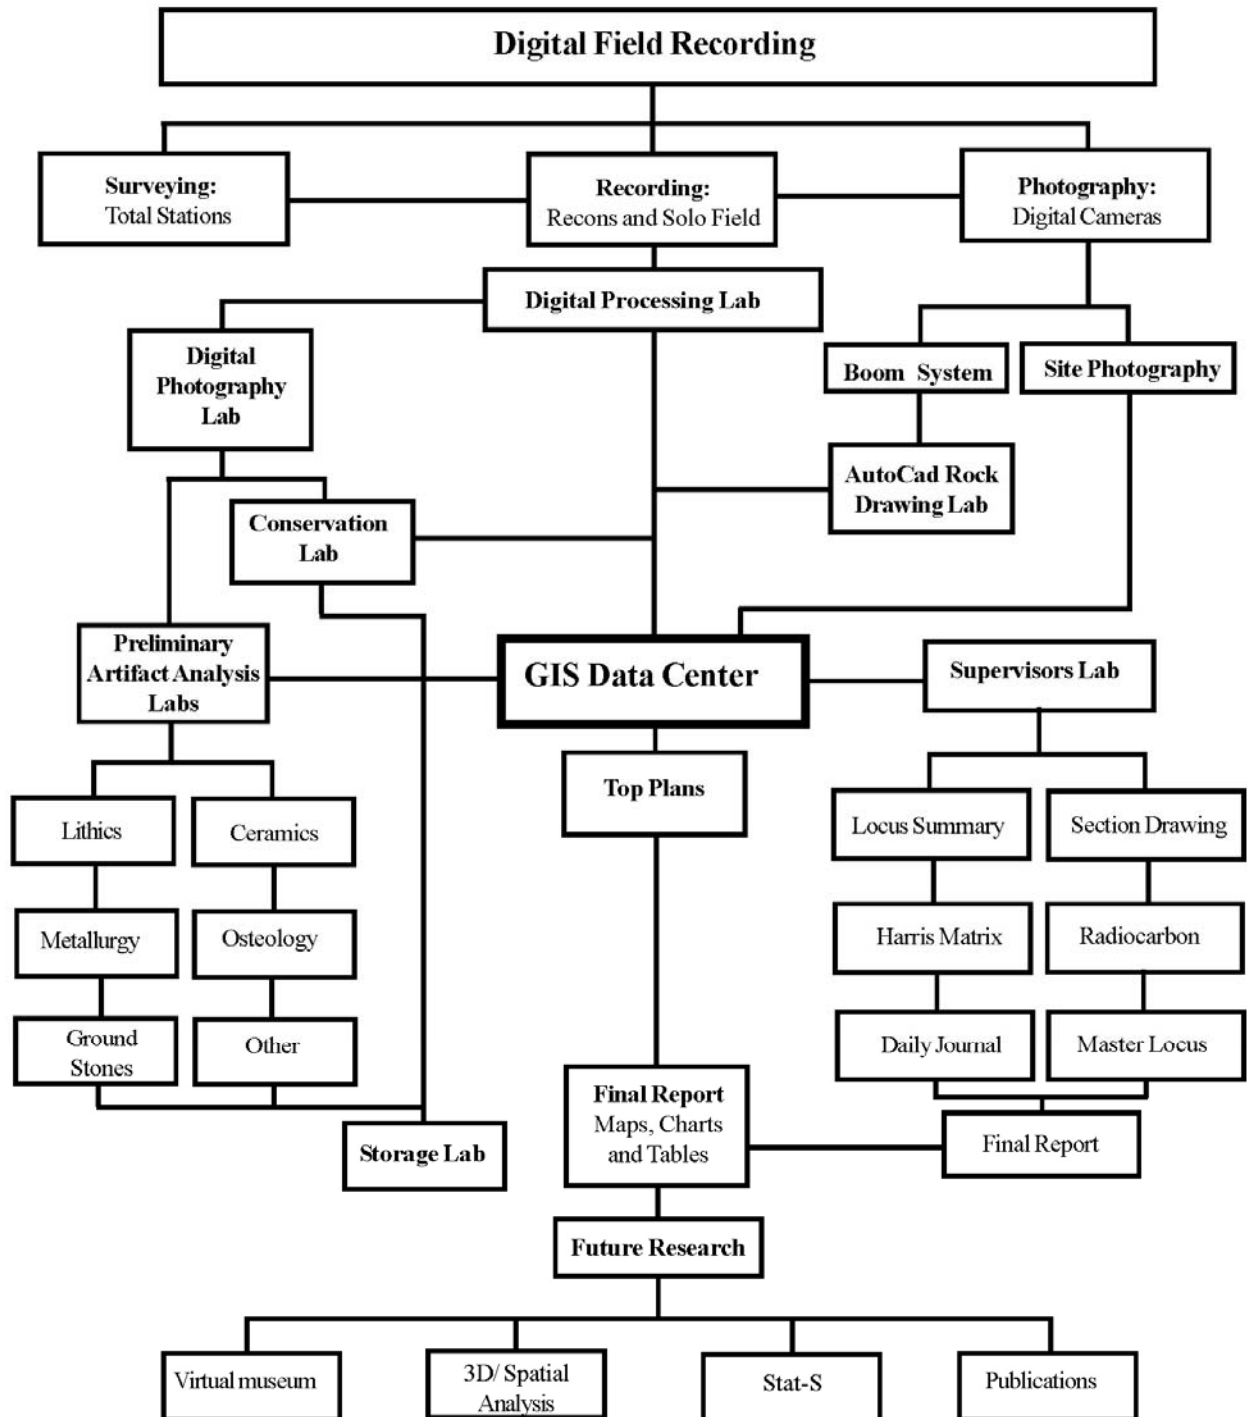 Digital Field Recording
Surveying:
Total Stations
Recording:
Recons and Solo Field
Photography:
Digital Cameras
Digital Processing Lab
Digital
Photography
Lab
Boom System
Site Photography
AutoCad Rock
Drawing Lab
Conservation
Lab
Preliminary
Artifact Analysis
Labs
GIS Data Center
Supervisors Lab
Top Plans
Lithics
Ceramics
Locus Summary
Section Drawing
Metallurgy
Osteology
Harris Matrix
Radiocarbon
Ground
Stones
Other
Daily Journal
Master Locus
Final Report
Maps, Charts
and Tables
Storage Lab
Final Report
Future Research
Virtual museum
3D/ Spatial
Analysis
Stat-S
Publications